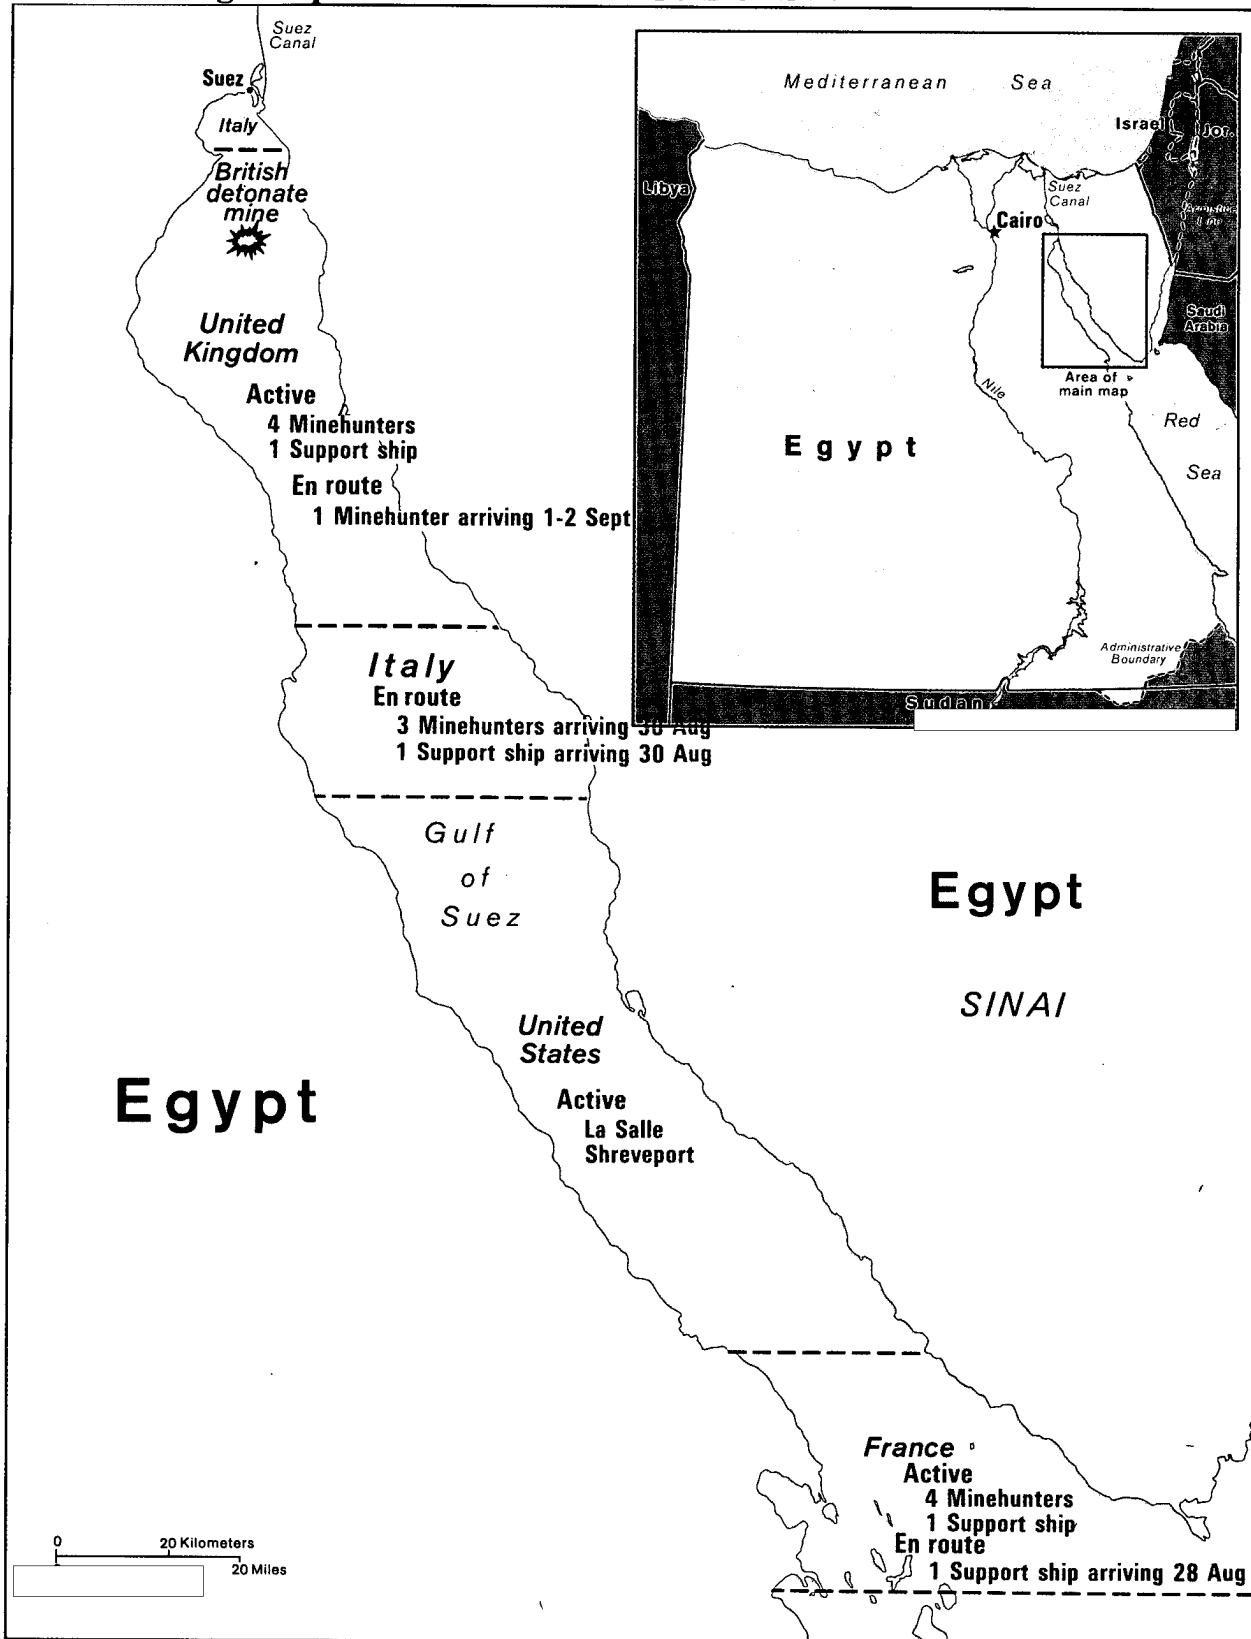 Suez
Canal
Suez
Italy
British
detonate
mine
United
Kingdom
Active
4 Minehunters
1 Support ship
En route
1 Minehunter arriving 1-2 Sept
Italy
En route
3 Minehunters arriving 30 Aug
1 Support ship arriving 30 Aug
Gulf
of
Suez
United
States
Active
La Salle
Shreveport
Egypt
Egypt
SINAI
France
Active
4 Minehunters
1 Support ship
En route
1 Support ship arriving 28 Aug
0
20 Kilometers
20 Miles
Mediterranean Sea
Israel
Jor.
Libya
Suez
Canal
Armistice
Line
Cairo
Saudi
Arabia
Area of
main map
Nile
Red
Sea
Egypt
Administrative
Boundary
Sudan